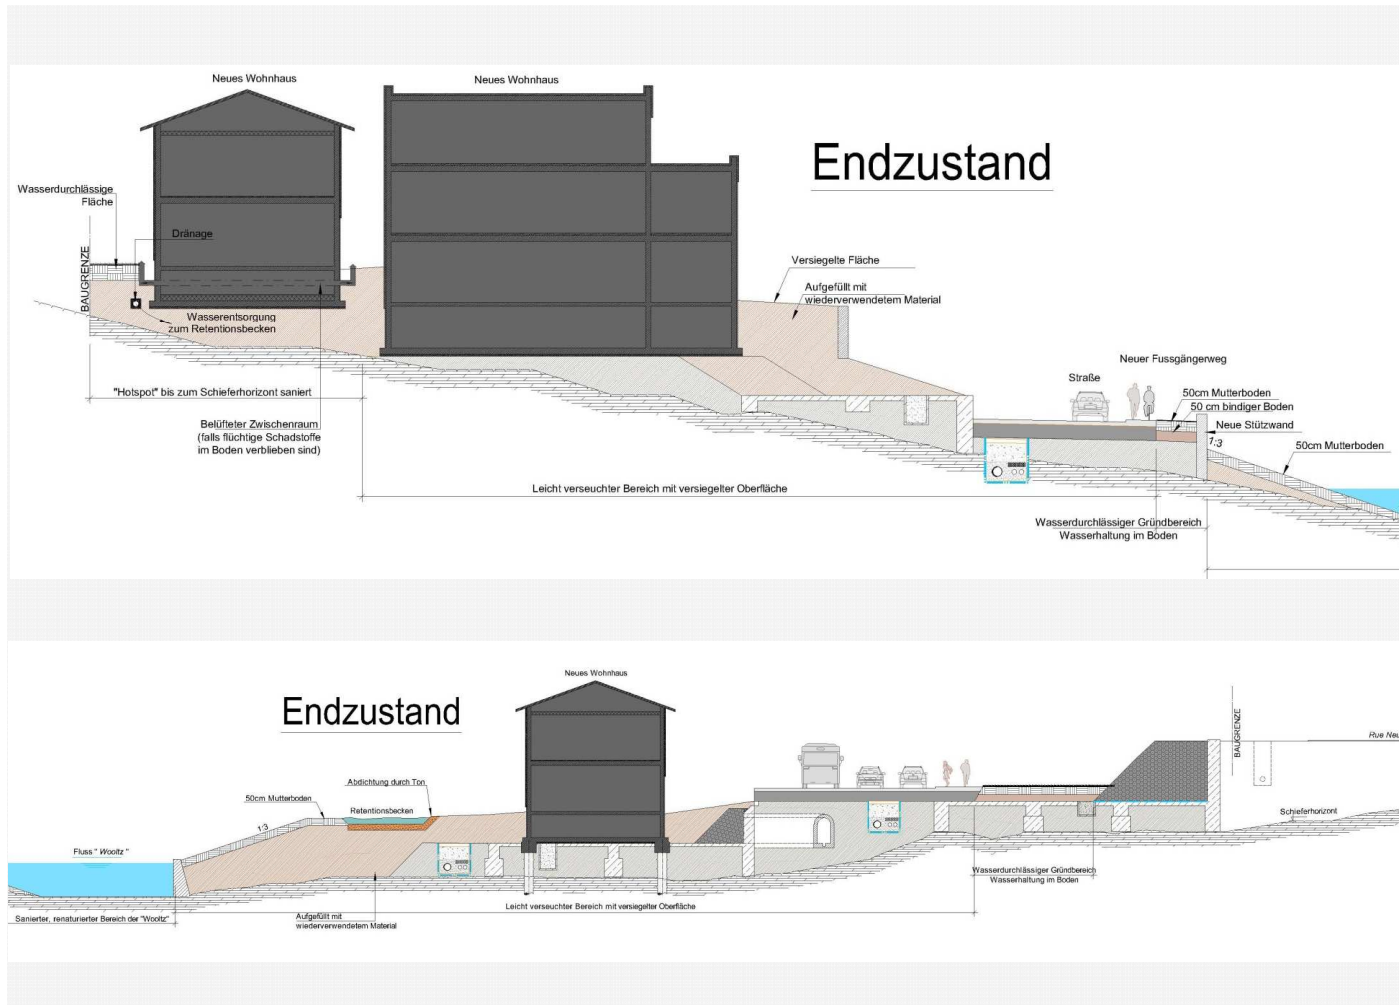 Neues Wohnhaus
Neues Wohnhaus
Endzustand
Wasserdurchlässige
Fläche
Dränage
BAUGRENZE
Versiegelte Fläche
Aufgefüllt mit
wiederverwendetem Material
Wasserentsorgung
zum Retentionsbecken
Neuer Fussgängerweg
Straße
50cm Mutterboden
50 cm bindiger Boden
Neue Stützwand
1:3
50cm Mutterboden
"Hotspot" bis zum Schieferhorizont saniert
Belüfteter Zwischenraum
(falls flüchtige Schadstoffe
im Boden verblieben sind)
Leicht verseuchter Bereich mit versiegelter Oberfläche
Wasserdurchlässiger Gründbereich
Wasserhaltung im Boden
Neues Wohnhaus
Endzustand
BAUGRENZE
Rue Neu
Abdichtung durch Ton
50cm Mutterboden
Retentionsbecken
1:3
Schieferhorizont
Fluss " Wooltz "
Wasserdurchlässiger Gründbereich
Wasserhaltung im Boden
Leicht verseuchter Bereich mit versiegelter Oberfläche
Sanierter, renaturierter Bereich der "Wooltz"
Aufgefüllt mit
wiederverwendetem Material